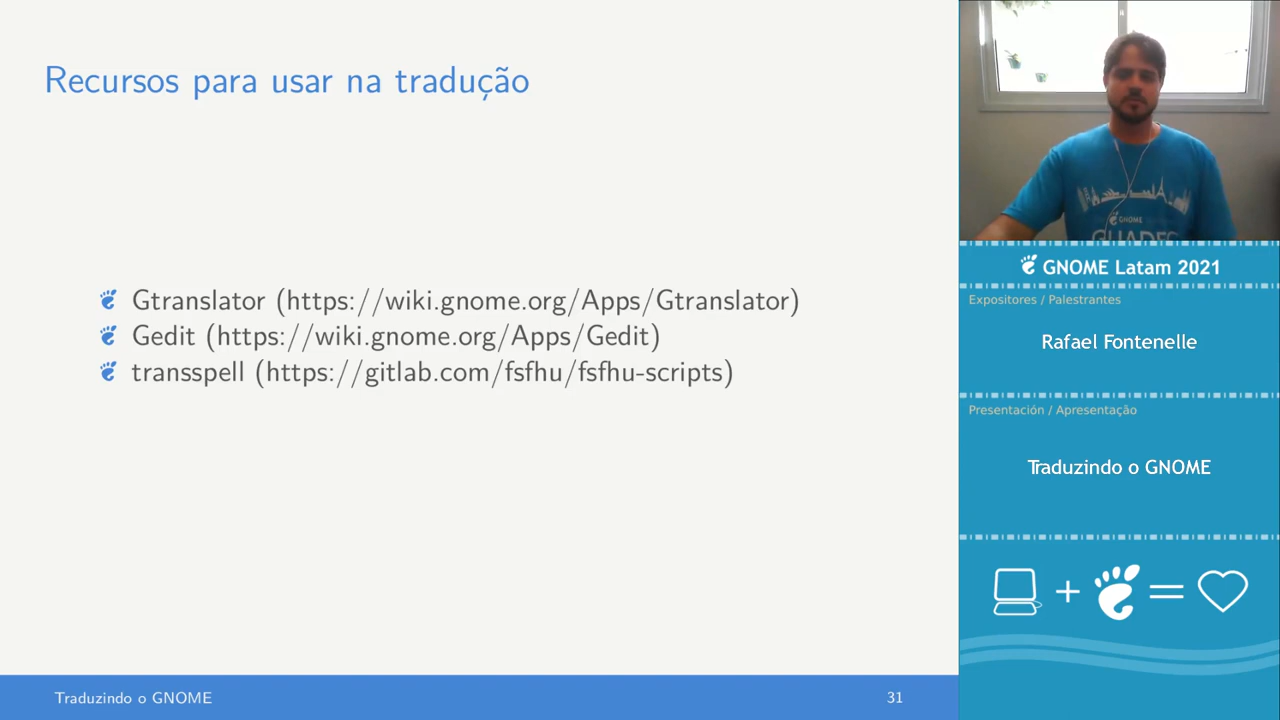 Recursos para usar na tradução
Gtranslator (https://wiki.gnome.org/Apps/Gtranslator)
Gedit (https://wiki.gnome.org/Apps/Gedit)
transspell (https://gitlab.com/fsfhu/fsfhu-scripts)
Traduzindo o GNOME
31
GNOME
GUADEC
GNOME Latam 2021
Expositores / Palestrantes
Rafael Fontenelle
Presentación / Apresentação
Traduzindo o GNOME